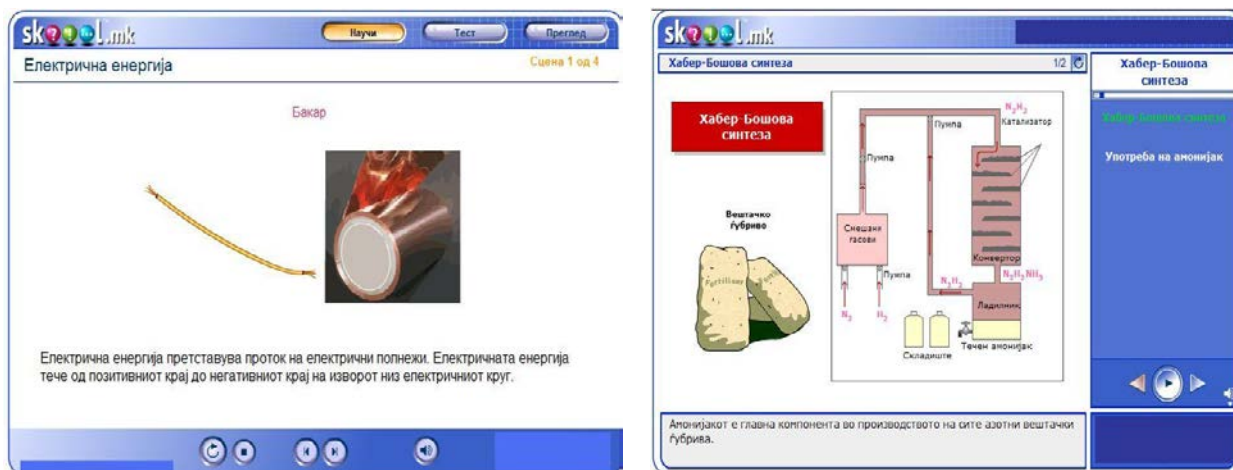 skoool.mk
Научи
Тест
Преглед
Електрична енергија
Сцена 1 од 4
Бакар
Електрична енергија претставува проток на електрични полнежи. Електричната енергија
тече од позитивниот крај до негативниот крај на изворот низ електричниот круг.
skoool.mk
Хабер-Бошова синтеза
1/2
Хабер-Бошова
синтеза
Хабер-Бошова синтеза
Употреба на амонијак
Хабер-Бошова
синтеза
N₂H₂
Катализатор
Пумпа
Пумпа
Вештачко
ѓубриво
Fertiliser
Смешани
гасови
Конвертор
Пумпа
N₂H₂
N₂H₂NH₃
Ладилник
N₂
H₂
Складиште
Течен амонијак
Амонијакот е главна компонента во производството на сите азотни вештачки
ѓубрива.